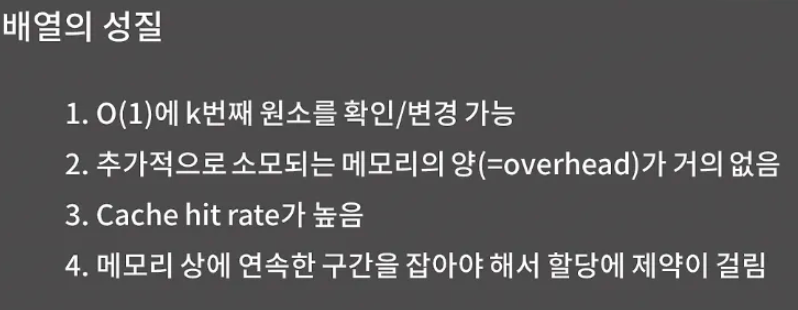 배열의 성질
1. O(1)에 k번째 원소를 확인/변경 가능
2. 추가적으로 소모되는 메모리의 양(=overhead)가 거의 없음
3. Cache hit rate가 높음
4. 메모리 상에 연속한 구간을 잡아야 해서 할당에 제약이 걸림